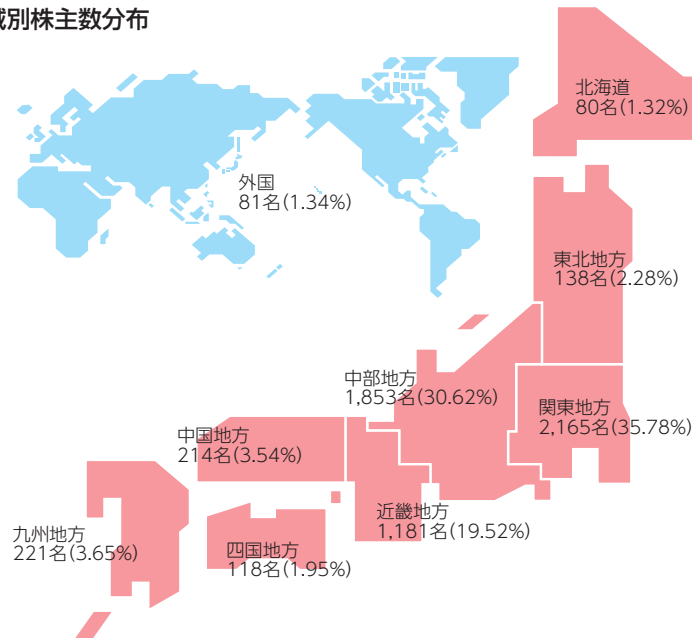 域別株主数分布
北海道
80名(1.32%)
外国
81名(1.34%)
東北地方
138名(2.28%)
中部地方
1,853名(30.62%)
関東地方
2,165名(35.78%)
中国地方
214名(3.54%)
近畿地方
1,181名(19.52%)
九州地方
221名(3.65%)
四国地方
118名(1.95%)